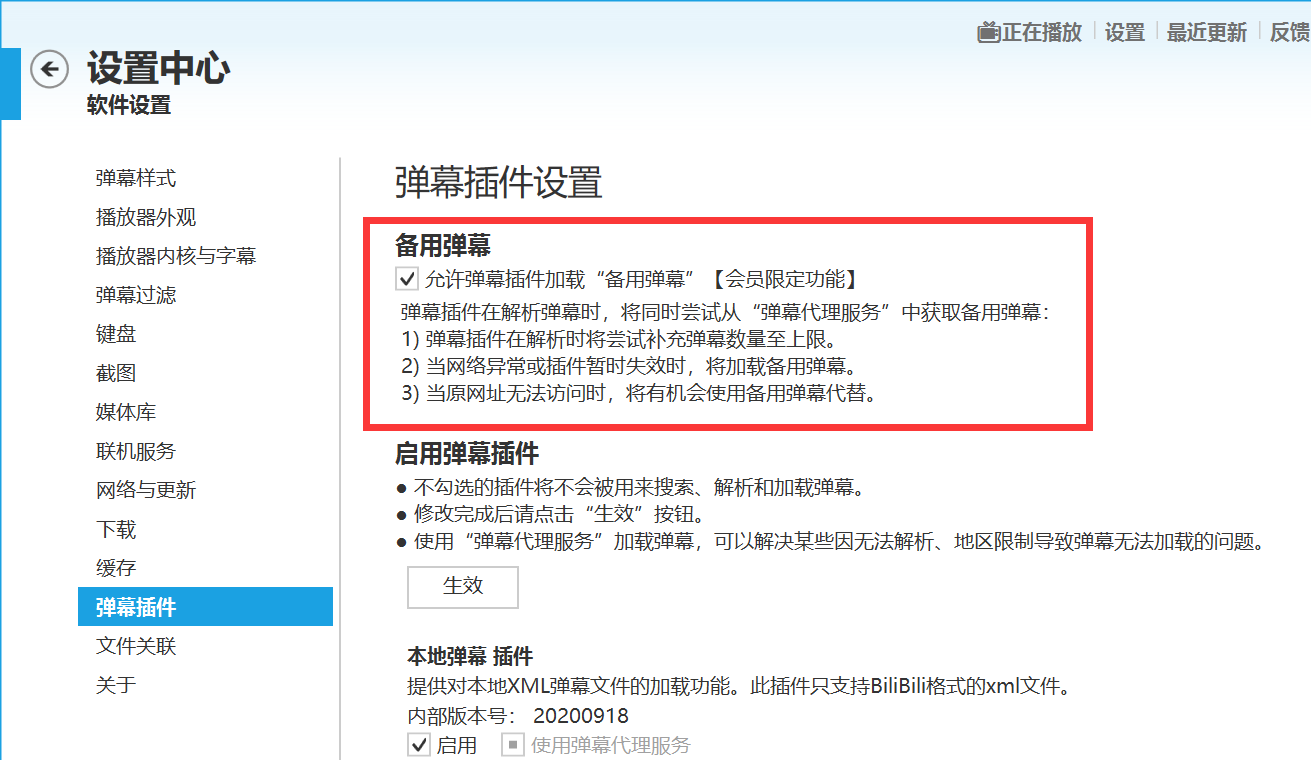 正在播放 设置 最近更新 反馈
设置中心
软件设置
弹幕样式
播放器外观
播放器内核与字幕
弹幕过滤
键盘
截图
媒体库
联机服务
网络与更新
下载
缓存
弹幕插件
文件关联
关于
弹幕插件设置
备用弹幕
允许弹幕插件加载“备用弹幕”【会员限定功能】
弹幕插件在解析弹幕时，将同时尝试从“弹幕代理服务”中获取备用弹幕：
1) 弹幕插件在解析时将尝试补充弹幕数量至上限。
2) 当网络异常或插件暂时失效时，将加载备用弹幕。
3) 当原网址无法访问时，将有机会使用备用弹幕代替。
启用弹幕插件
● 不勾选的插件将不会被用来搜索、解析和加载弹幕。
● 修改完成后请点击“生效”按钮。
● 使用“弹幕代理服务”加载弹幕，可以解决某些因无法解析、地区限制导致弹幕无法加载的问题。
生效
本地弹幕 插件
提供对本地XML弹幕文件的加载功能。此插件只支持BiliBili格式的xml文件。
内部版本号： 20200918
启用 使用弹幕代理服务